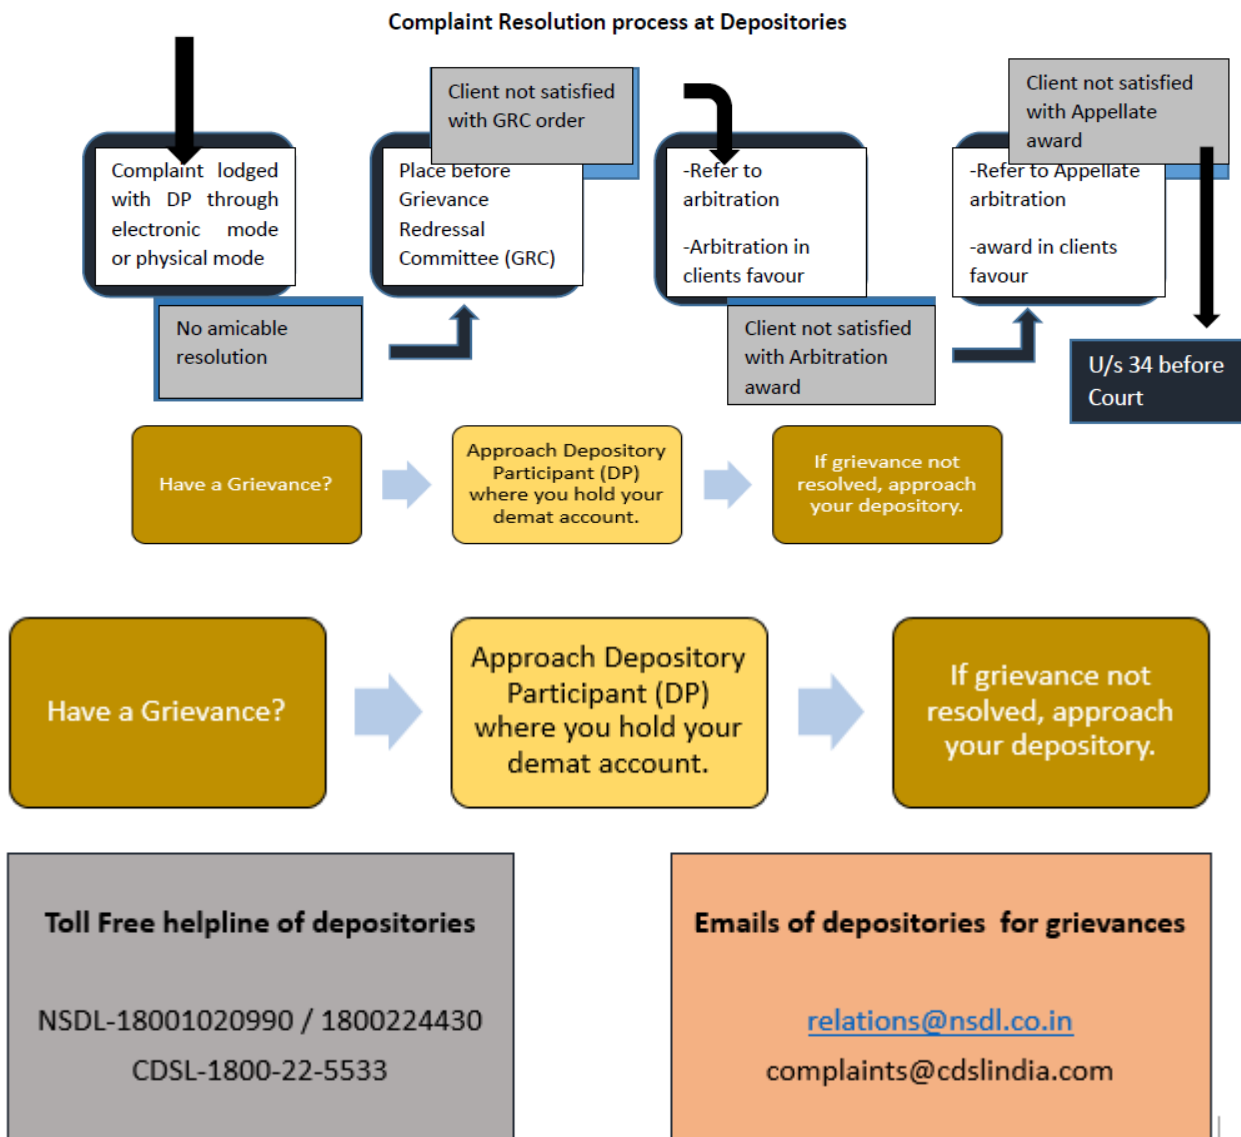 Complaint Resolution process at Depositories
Complaint lodged
with DP through
electronic mode
or physical mode
No amicable
resolution
Client not satisfied
with GRC order
Place before
Grievance
Redressal
Committee (GRC)
-Refer to
arbitration
-Arbitration in
clients favour
Client not satisfied
with Arbitration
award
Client not satisfied
with Appellate
award
-Refer to Appellate
arbitration
-award in clients
favour
U/s 34 before
Court
Have a Grievance?
Approach Depository
Participant (DP)
where you hold your
demat account.
If grievance not
resolved, approach
your depository.
Have a Grievance?
Approach Depository
Participant (DP)
where you hold your
demat account.
If grievance not
resolved, approach
your depository.
Toll Free helpline of depositories
NSDL-18001020990 / 1800224430
CDSL-1800-22-5533
Emails of depositories  for grievances
relations@nsdl.co.in
complaints@cdslindia.com